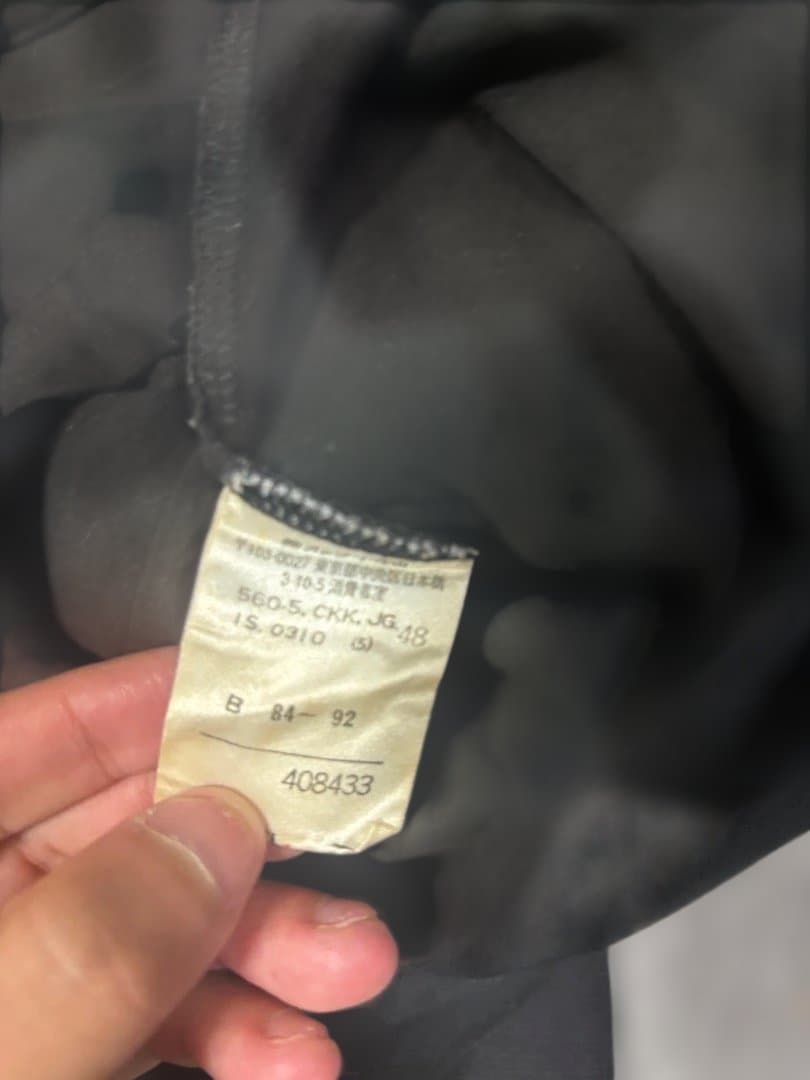 〒103-0027 東京都中央区日本橋
3-10-5 消費者室
560-5. CKK. JG. 48
IS. 0310 (5)
B 84- 92
408433